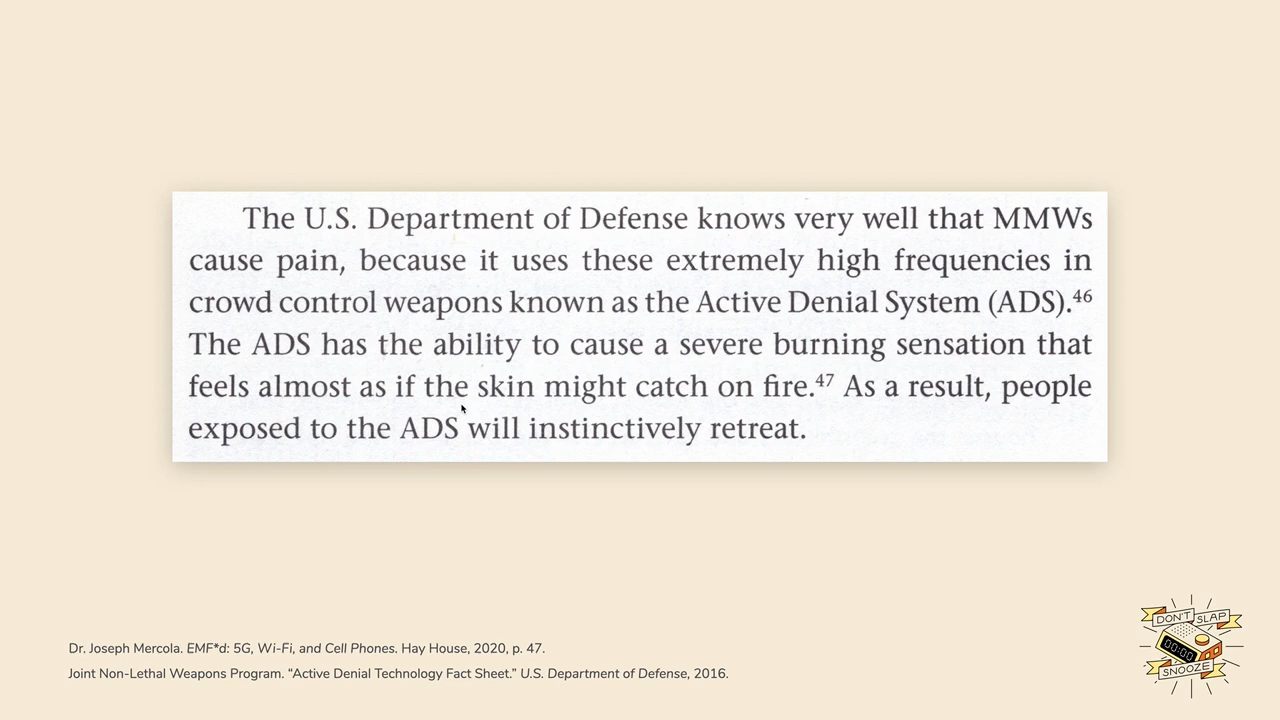 The U.S. Department of Defense knows very well that MMWs
cause pain, because it uses these extremely high frequencies in
crowd control weapons known as the Active Denial System (ADS).⁴⁶
The ADS has the ability to cause a severe burning sensation that
feels almost as if the skin might catch on fire.⁴⁷ As a result, people
exposed to the ADS will instinctively retreat.
Dr. Joseph Mercola. EMF*d: 5G, Wi-Fi, and Cell Phones. Hay House, 2020, p. 47.
Joint Non-Lethal Weapons Program. “Active Denial Technology Fact Sheet.” U.S. Department of Defense, 2016.
DON'T SLAP
00:00
SNOOZE